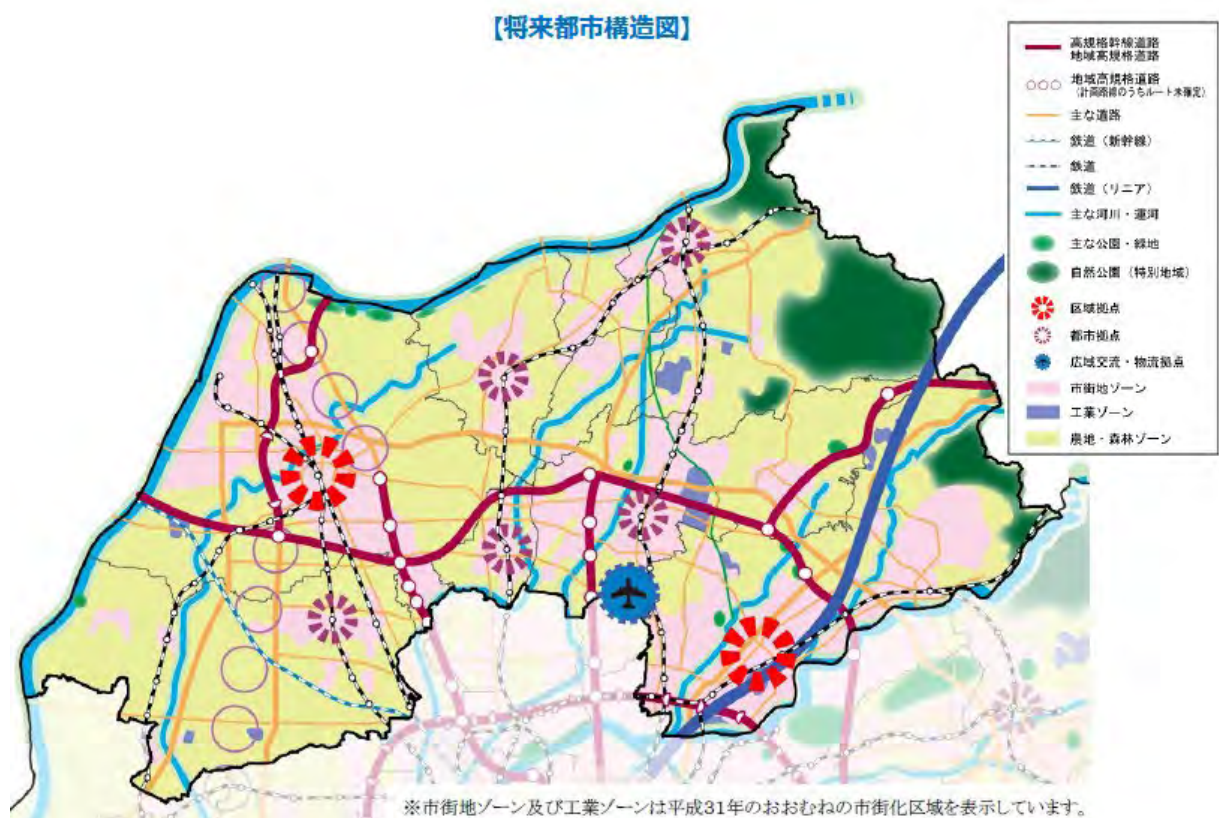 【将来都市構造図】
高規格幹線道路
地域高規格道路
地域高規格道路
(計画路線のうちルート未確定)
主な道路
鉄道（新幹線）
鉄道
鉄道（リニア）
主な河川・運河
主な公園・緑地
自然公園（特別地域）
区域拠点
都市拠点
広域交流・物流拠点
市街地ゾーン
工業ゾーン
農地・森林ゾーン
※市街地ゾーン及び工業ゾーンは平成31年のおおむねの市街化区域を表示しています。